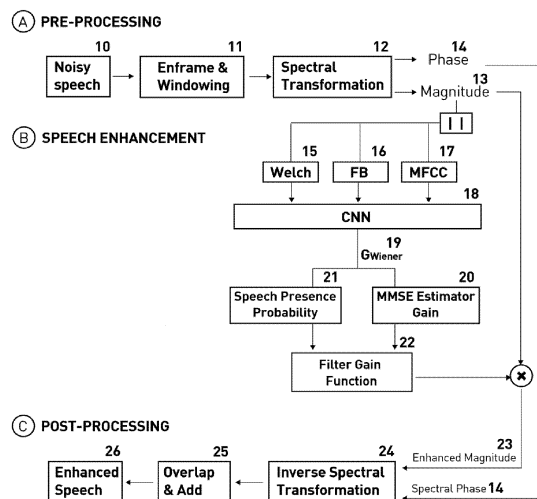 A PRE-PROCESSING
10 11 12 14
Noisy speech
Enframe & Windowing
Spectral Transformation
Phase
13
Magnitude
| |
B SPEECH ENHANCEMENT
15 16 17
Welch FB MFCC
18
CNN
19
GWiener
21 20
Speech Presence Probability
MMSE Estimator Gain
22
Filter Gain Function
×
C POST-PROCESSING
26 25 24 23
Enhanced Magnitude
Enhanced Speech
Overlap & Add
Inverse Spectral Transformation
Spectral Phase 14